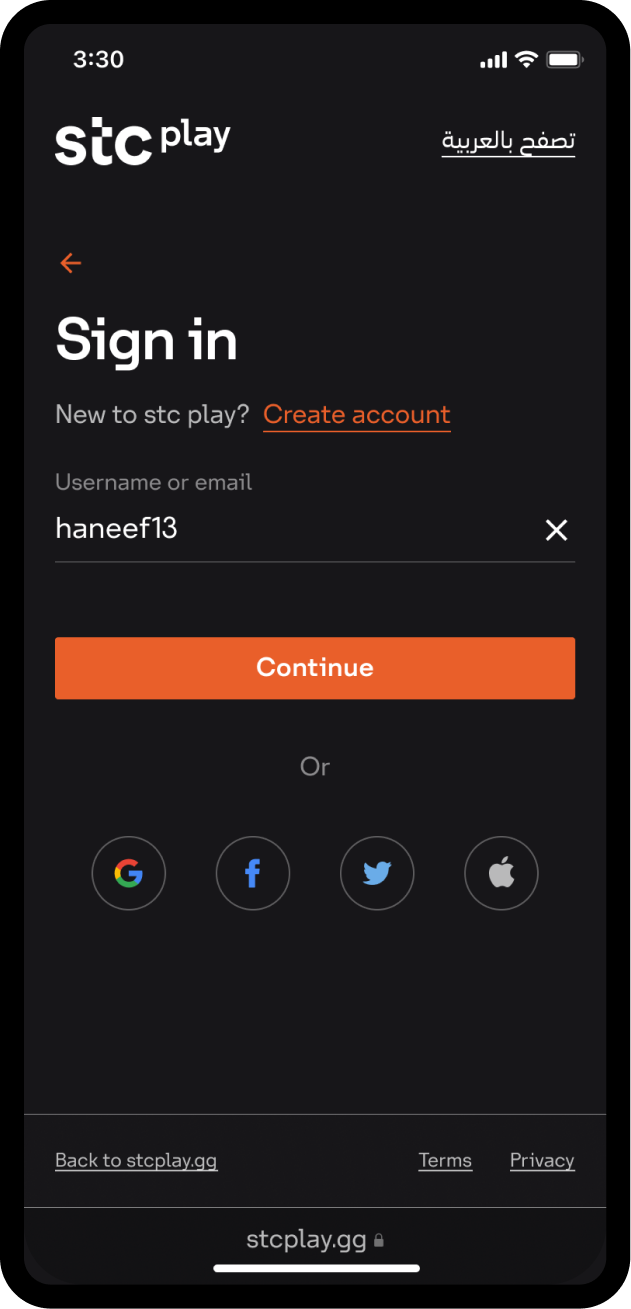 3:30
stc play
تصفح بالعربية
Sign in
New to stc play? Create account
Username or email
haneef13
Continue
Or
Back to stcplay.gg
Terms
Privacy
stcplay.gg